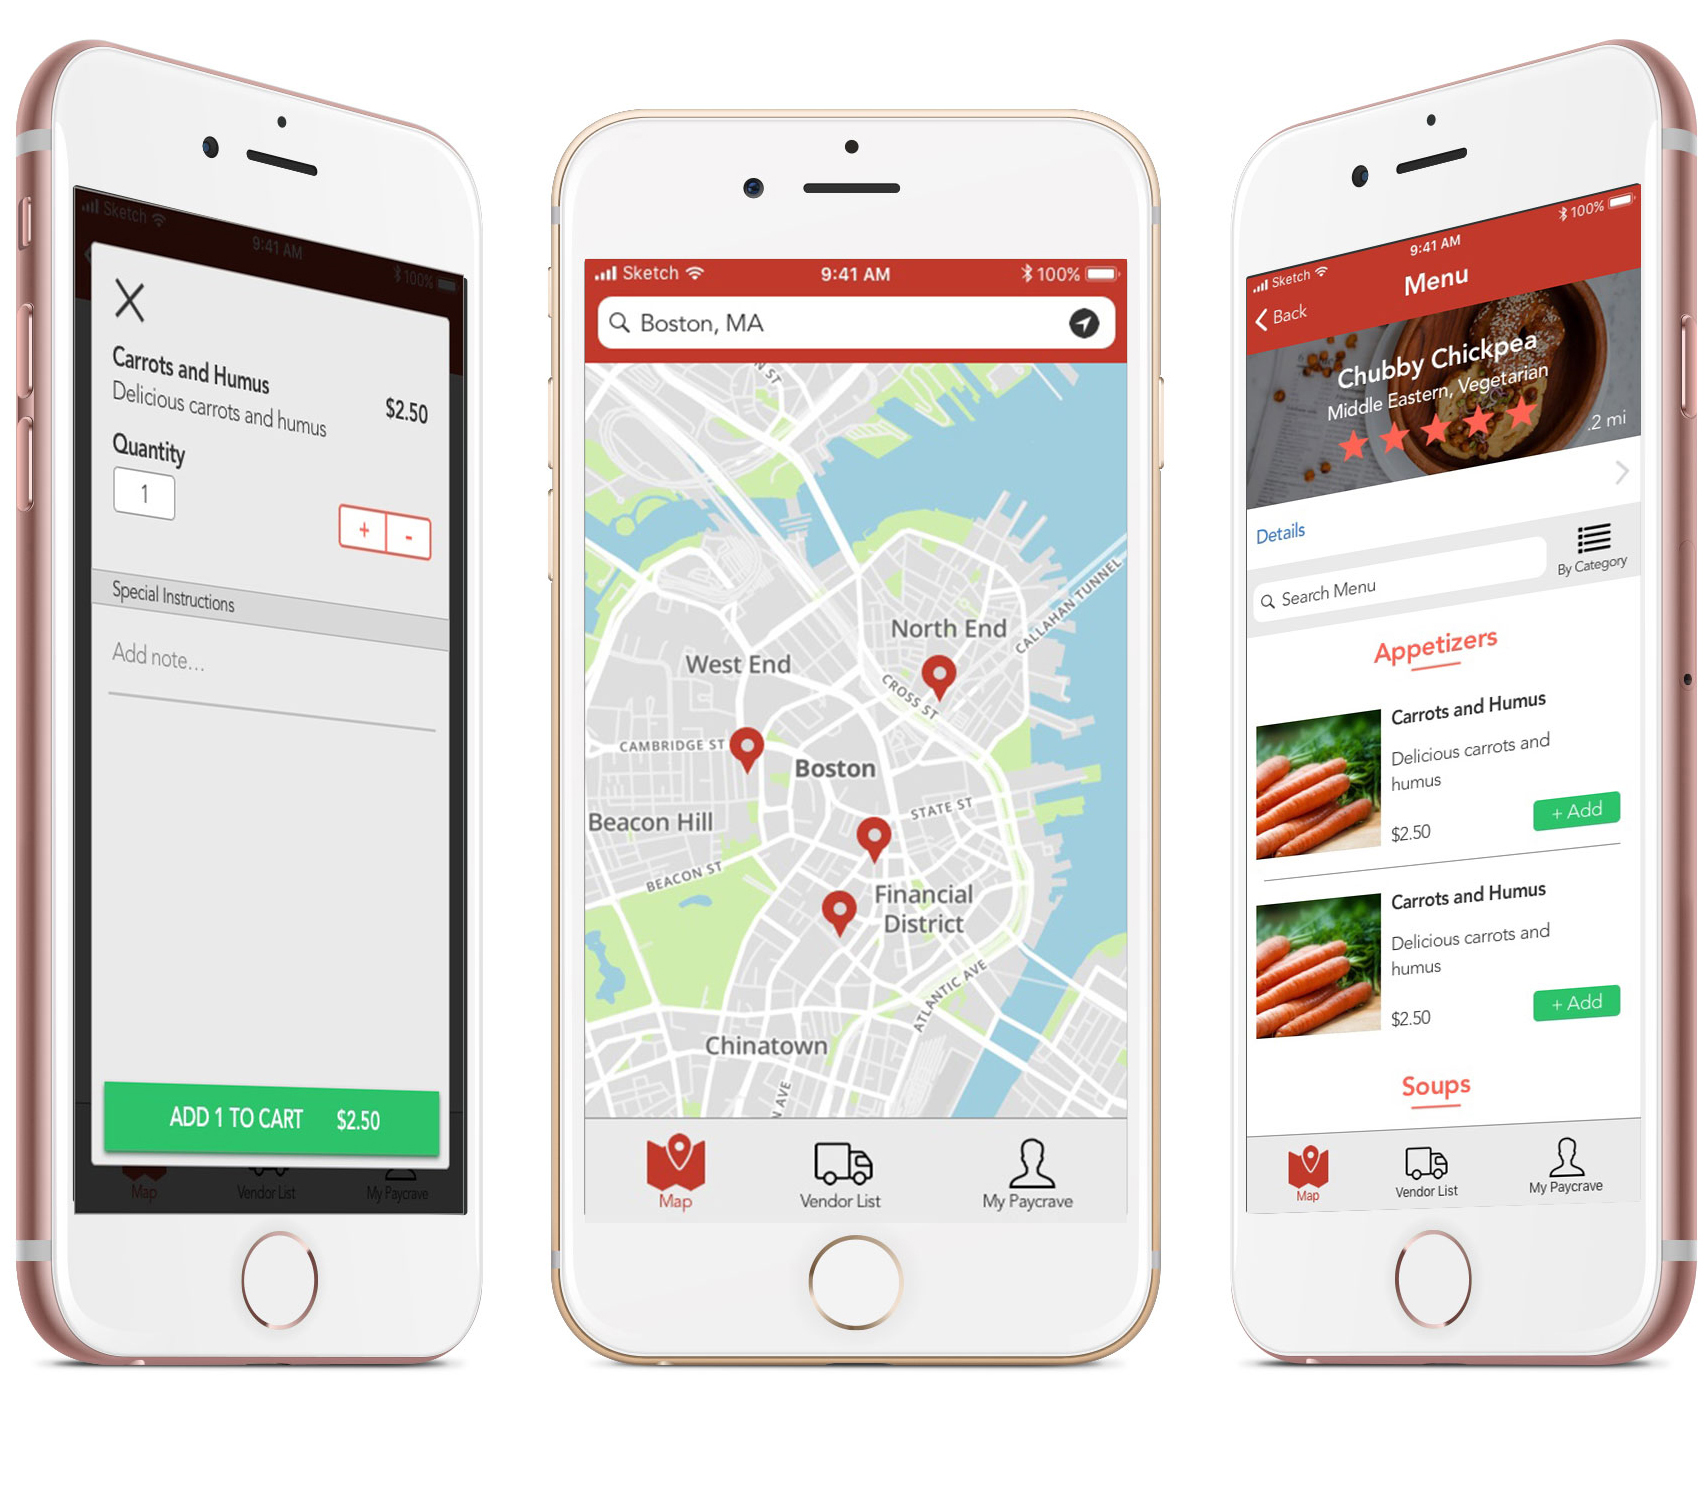 Sketch
9:41 AM
100%
X
Carrots and Humus
Delicious carrots and humus
$2.50
Quantity
1
+ -
Special Instructions
Add note...
ADD 1 TO CART $2.50
Map
Vendor List
My Paycrave
Sketch 9:41 AM 100%
Boston, MA
N ST
CALLAHAN TUNNEL
North End
West End
CROSS ST
CAMBRIDGE ST
Boston
STATE ST
Beacon Hill
BEACON ST
Financial
District
ATLANTIC AVE
Chinatown
N AVE
Map
Vendor List
My Paycrave
Sketch 9:41 AM 100%
Back
Menu
Chubby Chickpea
Middle Eastern, Vegetarian
.2 mi
Details
Search Menu
By Category
Appetizers
Carrots and Humus
Delicious carrots and
humus
$2.50
+ Add
Carrots and Humus
Delicious carrots and
humus
$2.50
+ Add
Soups
Map
Vendor List
My Paycrave